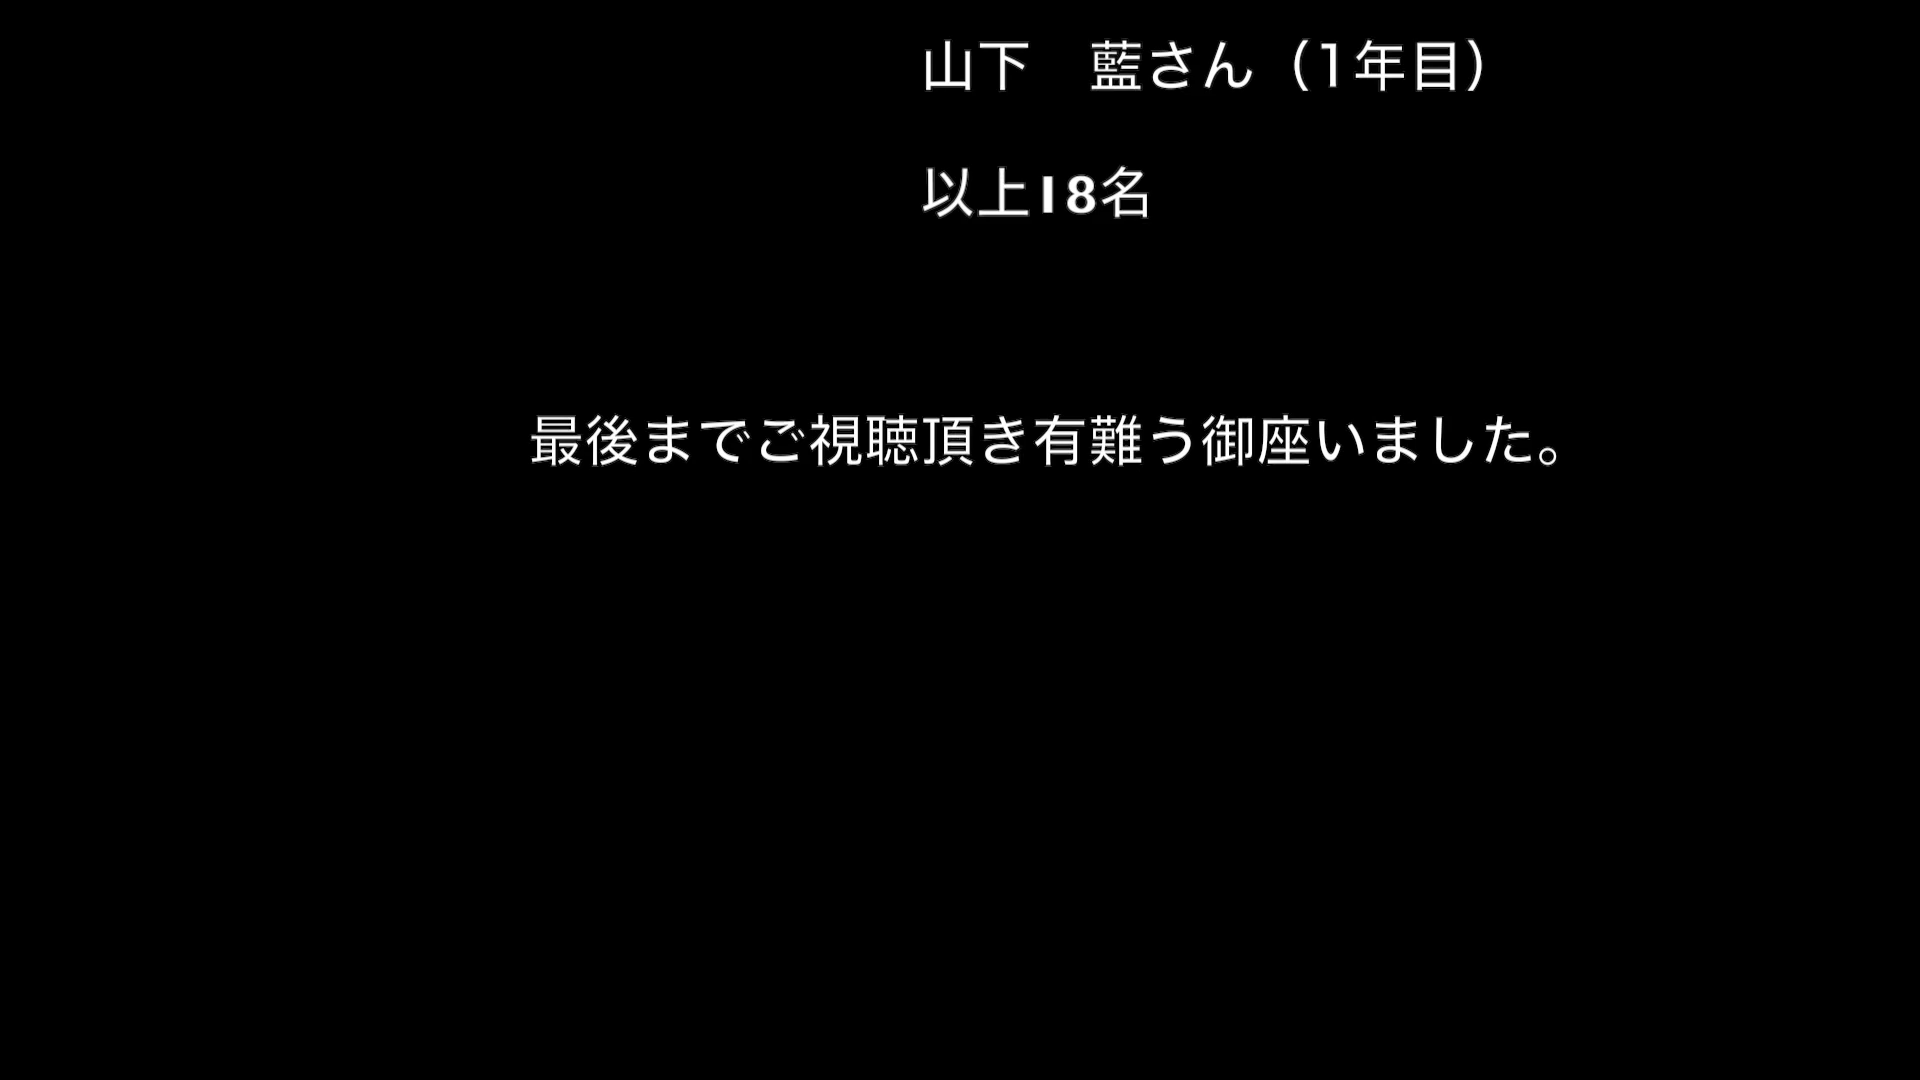 山下　藍さん（1年目）
以上18名
最後までご視聴頂き有難う御座いました。